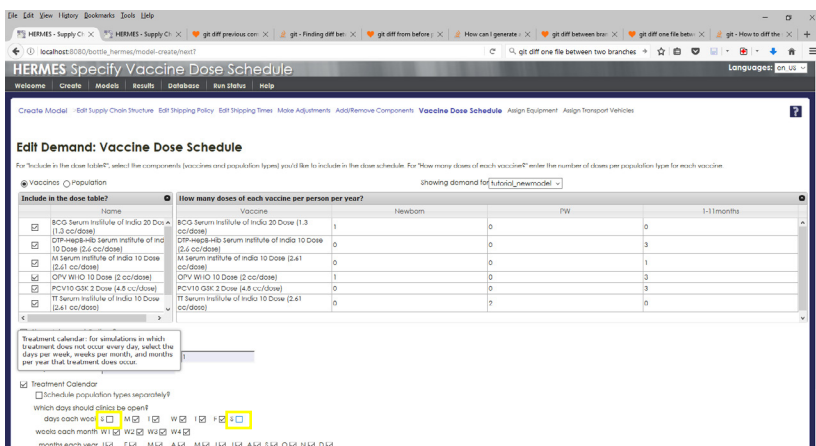 File Edit View History Bookmarks Tools Help
HERMES - Supply Ch
HERMES - Supply Ch
git diff previous com
git - Finding diff bet
git diff from before p
How can I generate a
git diff between bran
git diff one file betwe
git - How to diff the
localhost:8080/bottle_hermes/model-create/next?
git diff one file between two branches
HERMES Specify Vaccine Dose Schedule
Languages: en_US
Welcome Create Models Results Database Run Status Help
Create Model - Edit Supply Chain Structure Edit Shipping Policy Edit Shipping Times Make Adjustments Add/Remove Components Vaccine Dose Schedule Assign Equipment Assign Transport Vehicles
?
Edit Demand: Vaccine Dose Schedule
For "Include in the dose table?", select the components (vaccines and population types) you'd like to include in the dose schedule. For "How many doses of each vaccine?" enter the number of doses per population type for each vaccine.
Vaccines Population
Showing demand for tutorial_newmodel
Include in the dose table?
How many doses of each vaccine per person per year?
Name
Vaccine Newborn PW 1-11months
BCG Serum Institute of India 20 Dos
(1.3 cc/dose)
BCG Serum Institute of India 20 Dose (1.3
cc/dose)
1 0 0
DTP-HepB-Hib Serum Institute of Ind
10 Dose (2.6 cc/dose)
DTP-HepB-Hib Serum Institute of India 10 Dose
(2.6 cc/dose)
0 0 3
M Serum Institute of India 10 Dose
(2.61 cc/dose)
M Serum Institute of India 10 Dose (2.61
cc/dose)
0 0 1
OPV WHO 10 Dose (2 cc/dose)
OPV WHO 10 Dose (2 cc/dose)
1 0 3
PCV10 GSK 2 Dose (4.8 cc/dose)
PCV10 GSK 2 Dose (4.8 cc/dose)
0 0 3
TT Serum Institute of India 10 Dose
(2.61 cc/dose)
TT Serum Institute of India 10 Dose (2.61
cc/dose)
0 2 0
Treatment calendar: for simulations in which
treatment does not occur every day, select the
days per week, weeks per month, and months
per year that treatment does occur.
1
Treatment Calendar
Schedule population types separately?
Which days should clinics be open?
days each week S M T W T F S
weeks each month W1 W2 W3 W4
months each year J F M A M J J A S O N D